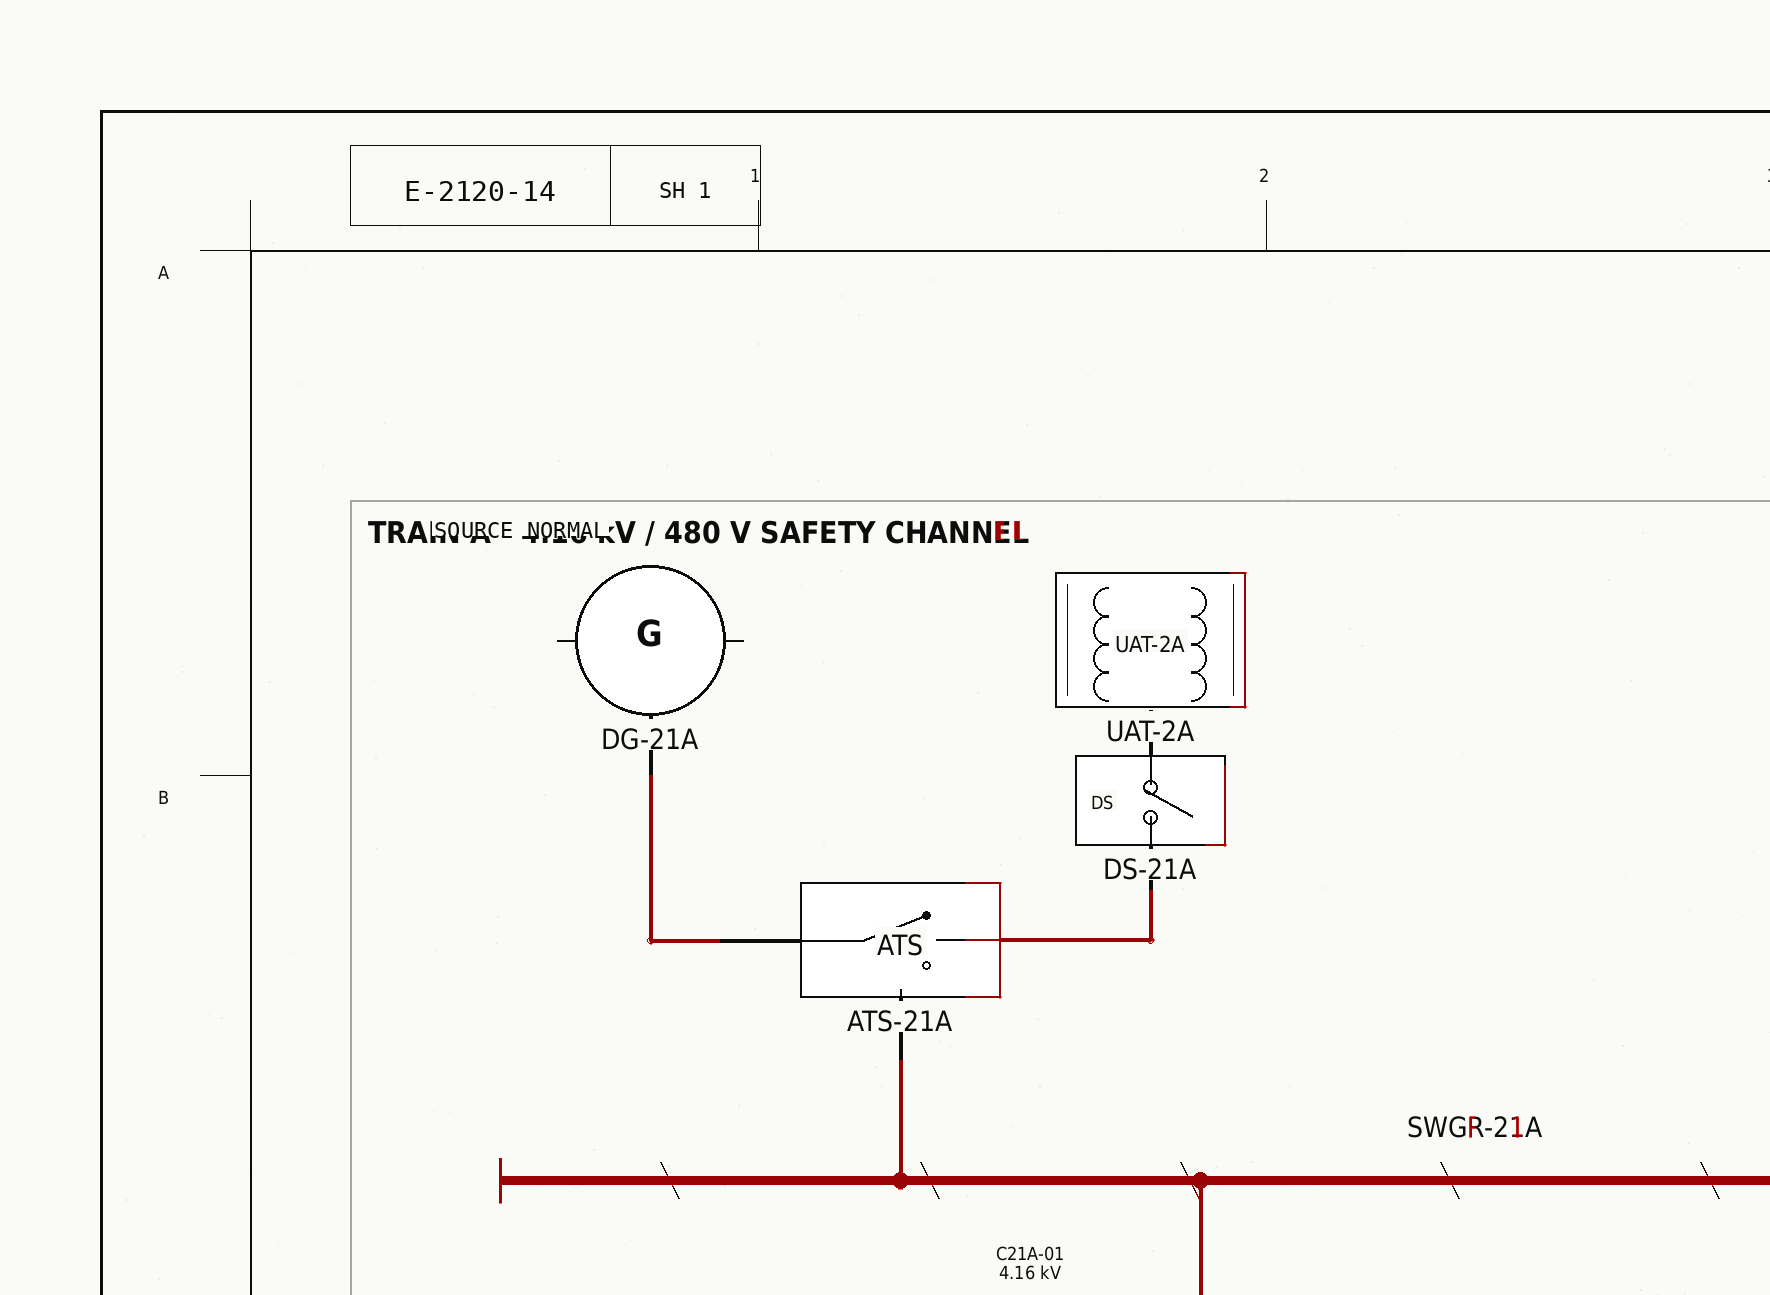 E-2120-14
SH 1
1
2
A
SOURCE NORMAL
V / 480 V SAFETY CHANNEL
G
UAT-2A
DG-21A
UAT-2A
B
DS
DS-21A
ATS
ATS-21A
SWGR-21A
C21A-01
4.16 kV